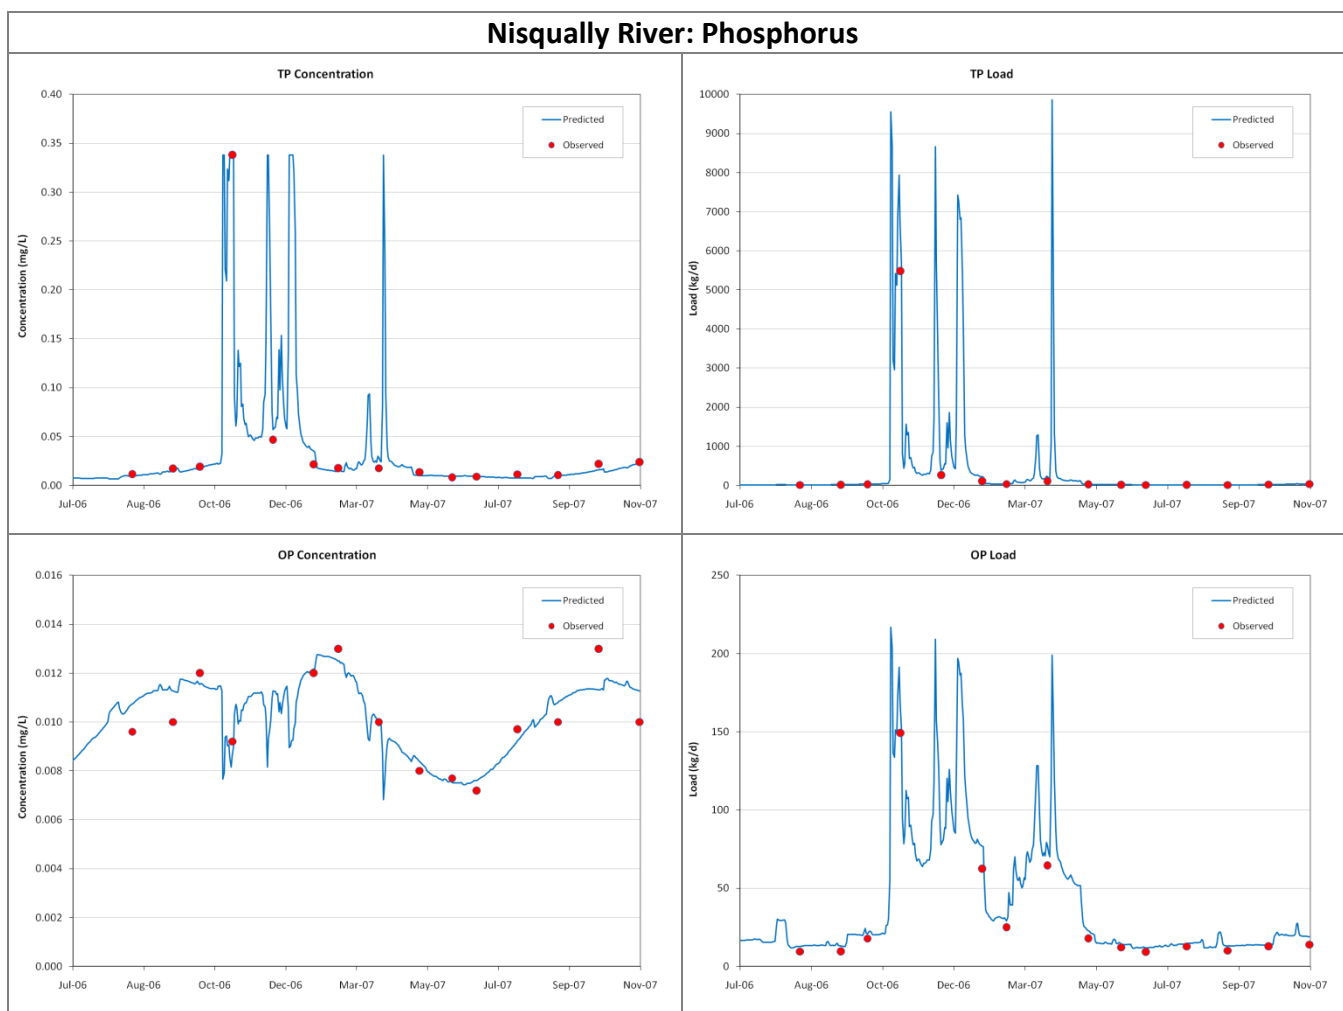 Nisqually River: Phosphorus
TP Concentration
0.40
0.35
0.30
0.25
0.20
0.15
0.10
0.05
0.00
Concentration (mg/L)
Predicted
Observed
Jul-06 Aug-06 Oct-06 Dec-06 Mar-07 May-07 Jul-07 Sep-07 Nov-07
TP Load
10000
9000
8000
7000
6000
5000
4000
3000
2000
1000
0
Load (kg/d)
Predicted
Observed
Jul-06 Aug-06 Oct-06 Dec-06 Mar-07 May-07 Jul-07 Sep-07 Nov-07
OP Concentration
0.016
0.014
0.012
0.010
0.008
0.006
0.004
0.002
0.000
Concentration (mg/L)
Predicted
Observed
Jul-06 Aug-06 Oct-06 Dec-06 Mar-07 May-07 Jul-07 Sep-07 Nov-07
OP Load
250
200
150
100
50
0
Load (kg/d)
Predicted
Observed
Jul-06 Aug-06 Oct-06 Dec-06 Mar-07 May-07 Jul-07 Sep-07 Nov-07